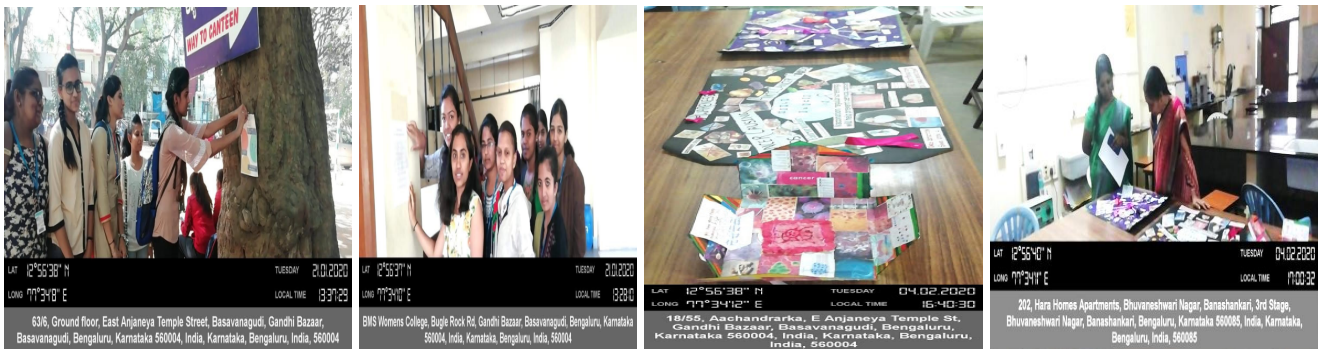 WAY TO CANTEEN
LAT 12°56'38" N
TUESDAY 21.01.2020
LONG 77°34'8" E
LOCAL TIME 13:37:29
63/6, Ground floor, East Anjaneya Temple Street, Basavanagudi, Gandhi Bazaar,
Basavanagudi, Bengaluru, Karnataka 560004, India, Karnataka, Bengaluru,
India, 560004
LAT 12°56'37" N
TUESDAY 21.01.2020
LONG 77°34'10" E
LOCAL TIME 13:28:10
BMS Womens College, Bugle Rock Rd, Gandhi Bazaar, Basavanagudi, Bengaluru, Karnataka
560004, India, Karnataka, Bengaluru, India, 560004
LAT 12°56'38" N
TUESDAY 04.02.2020
LONG 77°34'12" E
LOCAL TIME 16:40:30
18/55, Aachandrarka, E Anjaneya Temple St,
Gandhi Bazaar, Basavanagudi, Bengaluru,
Karnataka 560004, India, Karnataka, Bengaluru,
India, 560004
LAT 12°56'40" N
TUESDAY 04.02.2020
LONG 77°34'11" E
LOCAL TIME 17:00:32
202, Hara Homes Apartments, Bhuvaneshwari Nagar, Banashankari, 3rd Stage,
Bhuvaneshwari Nagar, Banashankari, Bengaluru, Karnataka 560085, India, Karnataka,
Bengaluru, India, 560085